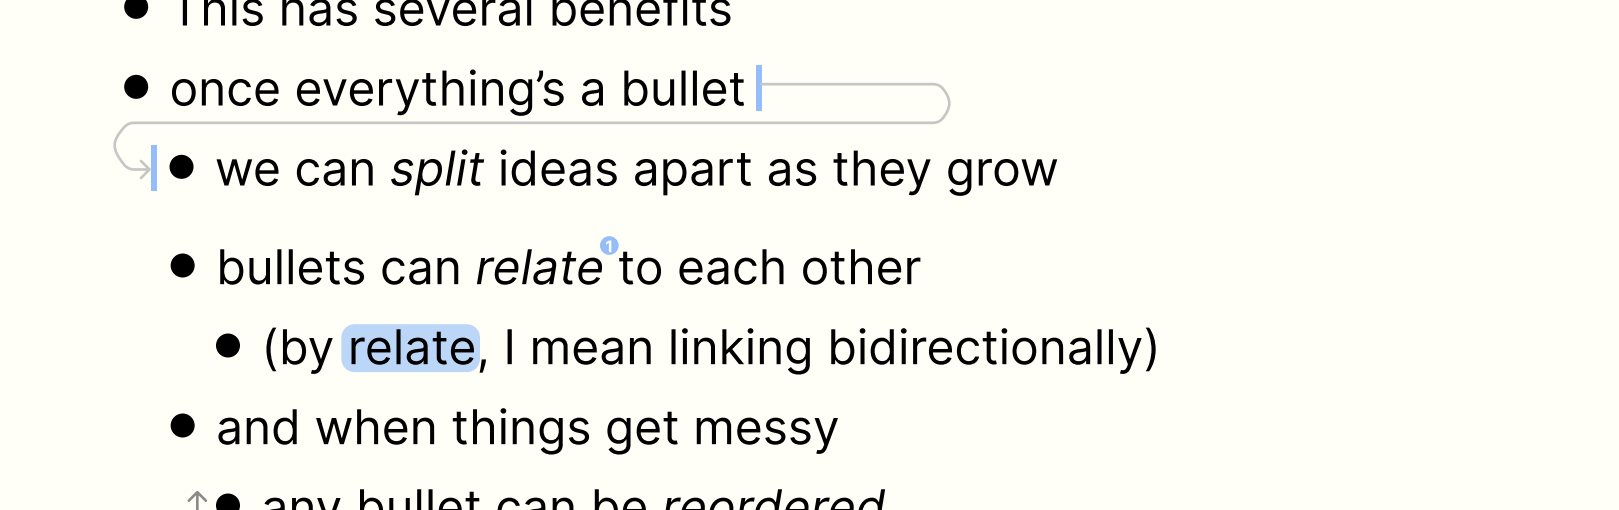 ● This has several benefits
● once everything’s a bullet
● we can split ideas apart as they grow
● bullets can relate¹ to each other
● (by relate, I mean linking bidirectionally)
● and when things get messy
↑ ● any bullet can be reordered